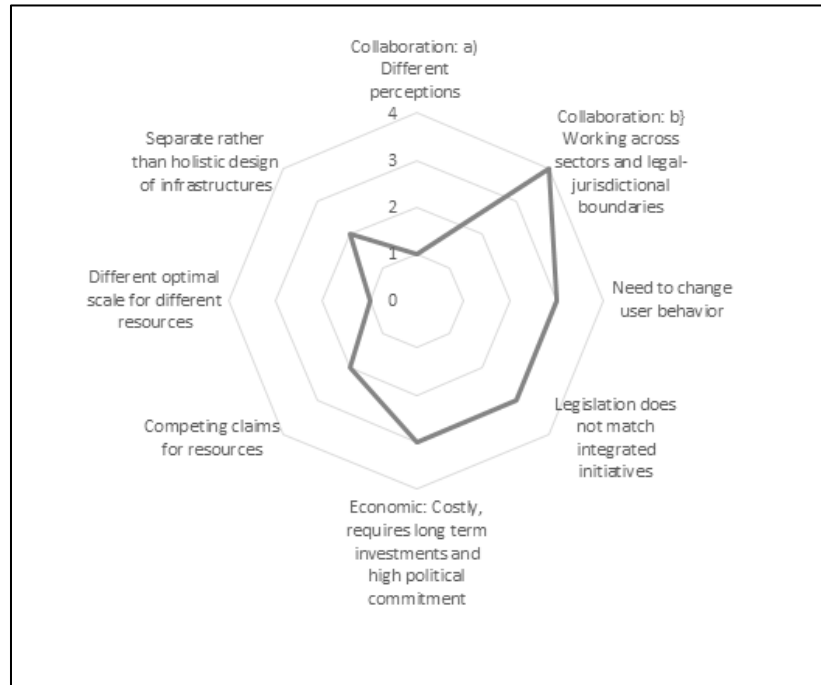 Collaboration: a)
Different
perceptions
Collaboration: b}
Working across
sectors and legal-
jurisdictional
boundaries
Need to change
user behavior
Legislation does
not match
integrated
initiatives
Economic: Costly,
requires long term
investments and
high political
commitment
Competing claims
for resources
Different optimal
scale for different
resources
Separate rather
than holistic design
of infrastructures
4
3
2
1
0